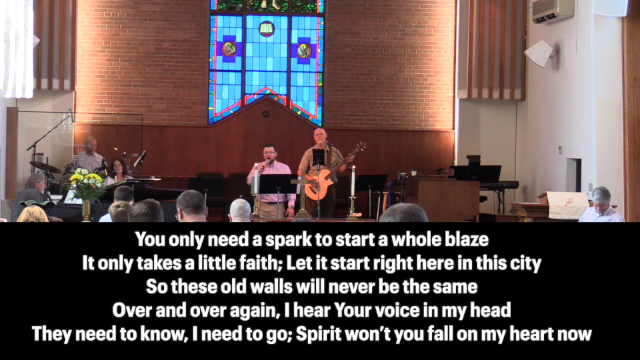 You only need a spark to start a whole blaze
It only takes a little faith; Let it start right here in this city
So these old walls will never be the same
Over and over again, I hear Your voice in my head
They need to know, I need to go; Spirit won't you fall on my heart now